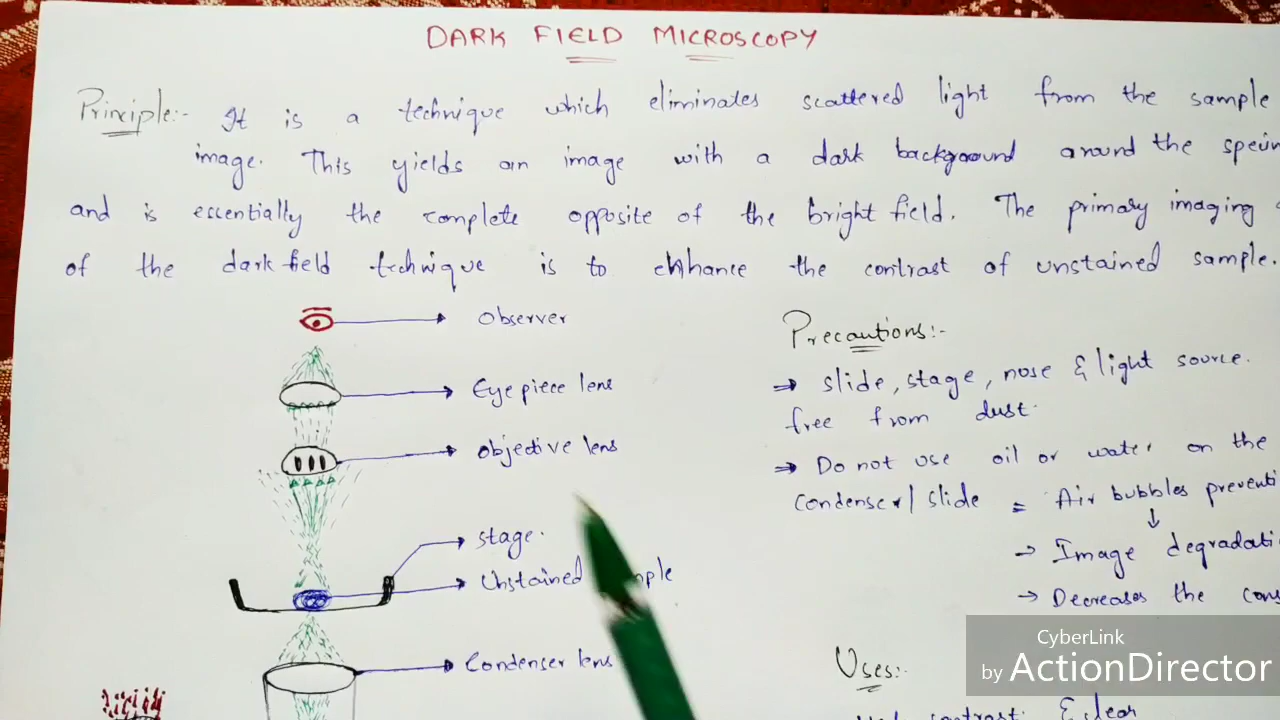 DARK FIELD MICROSCOPY
Principle:- It is a technique which eliminates scattered light from the sample
image. This yields an image with a dark background around the
and is essentially the complete opposite of the bright field. The primary imaging
of the dark field technique is to enhance the contrast of unstained sample.
Observer
Eye piece lens
Objective lens
stage.
Unstained
Condenser lens
Precautions:-
⇒ slide, stage, nose & light source.
free from dust.
⇒ Do not use oil or water on the
Condenser/slide = Air bubbles
↓
→ Image
→ Decreases the
Uses:-
contrast & clear
CyberLink
by ActionDirector